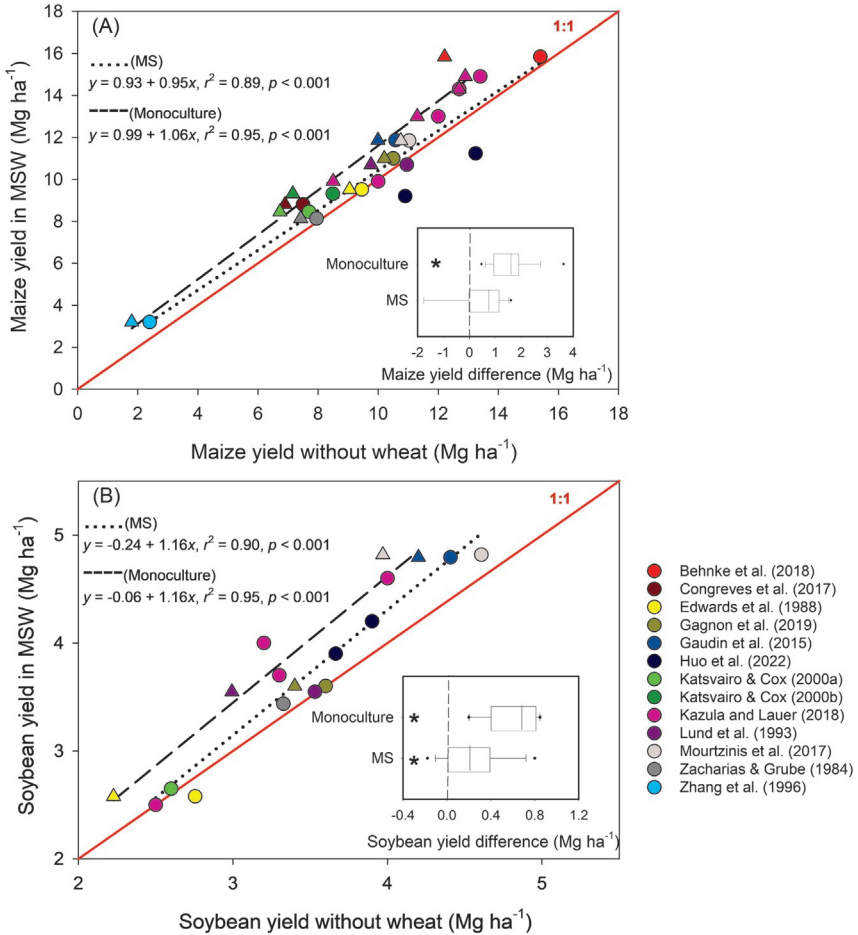 (A)
1:1
(MS)
y = 0.93 + 0.95x, r² = 0.89, p < 0.001
(Monoculture)
y = 0.99 + 1.06x, r² = 0.95, p < 0.001
Maize yield in MSW (Mg ha⁻¹)
18
16
14
12
10
8
6
4
2
0
Monoculture
*
MS
-2 -1 0 1 2 3 4
Maize yield difference (Mg ha⁻¹)
0 2 4 6 8 10 12 14 16 18
Maize yield without wheat (Mg ha⁻¹)
(B)
1:1
(MS)
y = -0.24 + 1.16x, r² = 0.90, p < 0.001
(Monoculture)
y = -0.06 + 1.16x, r² = 0.95, p < 0.001
Soybean yield in MSW (Mg ha⁻¹)
5
4
3
2
Monoculture *
MS *
-0.4 0.0 0.4 0.8 1.2
Soybean yield difference (Mg ha⁻¹)
2 3 4 5
Soybean yield without wheat (Mg ha⁻¹)
Behnke et al. (2018)
Congreves et al. (2017)
Edwards et al. (1988)
Gagnon et al. (2019)
Gaudin et al. (2015)
Huo et al. (2022)
Katsvairo & Cox (2000a)
Katsvairo & Cox (2000b)
Kazula and Lauer (2018)
Lund et al. (1993)
Mourtzinis et al. (2017)
Zacharias & Grube (1984)
Zhang et al. (1996)